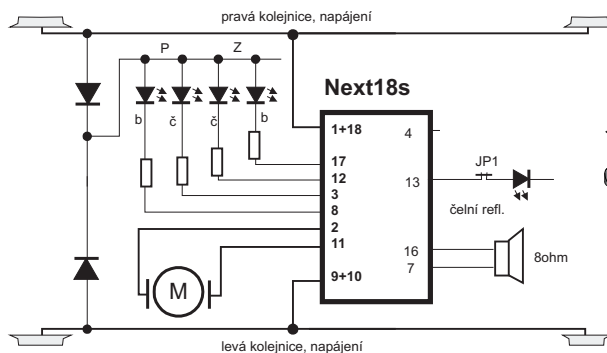 pravá kolejnice, napájení
P Z
b č č b
Next18s
1+18
17
12
3
8
2
11
9+10
4
13
16
7
JP1
čelní refl.
8ohm
M
levá kolejnice, napájení